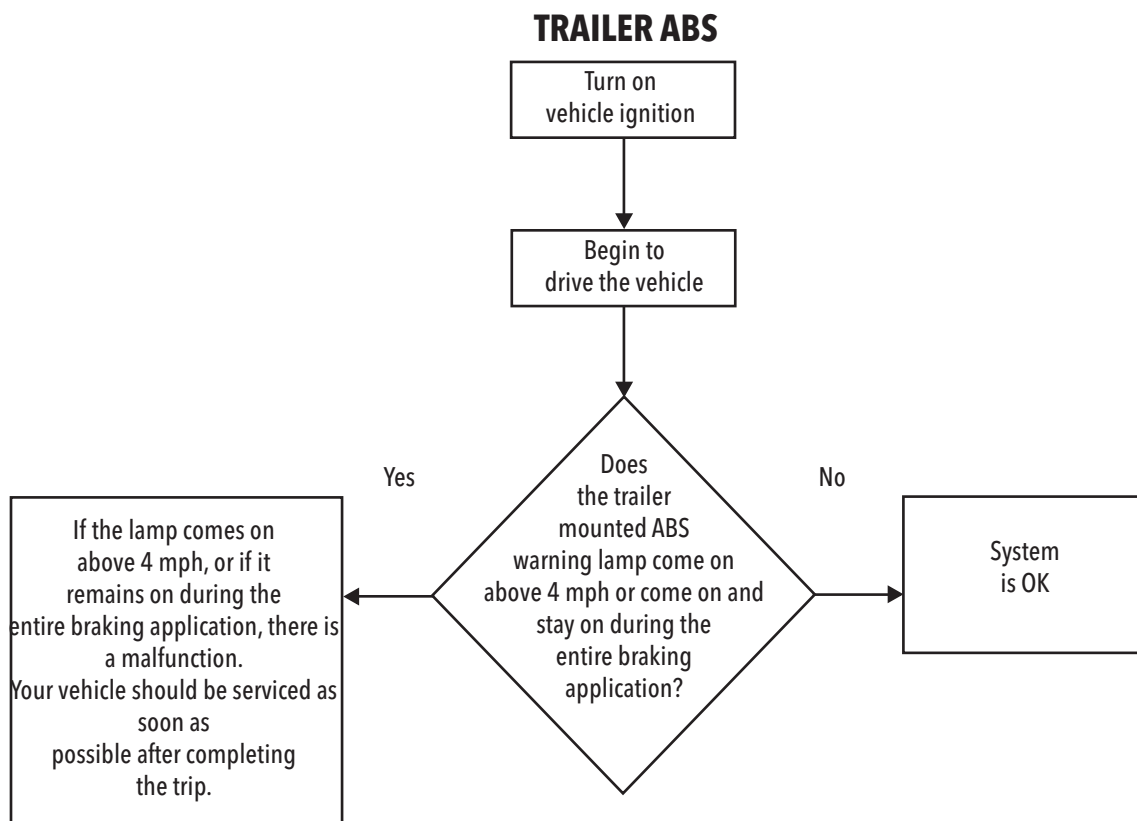 TRAILER ABS
Turn on
vehicle ignition
Begin to
drive the vehicle
Does
the trailer
mounted ABS
warning lamp come on
above 4 mph or come on and
stay on during the
entire braking
application?
Yes
If the lamp comes on
above 4 mph, or if it
remains on during the
entire braking application, there is
a malfunction.
Your vehicle should be serviced as
soon as
possible after completing
the trip.
No
System
is OK